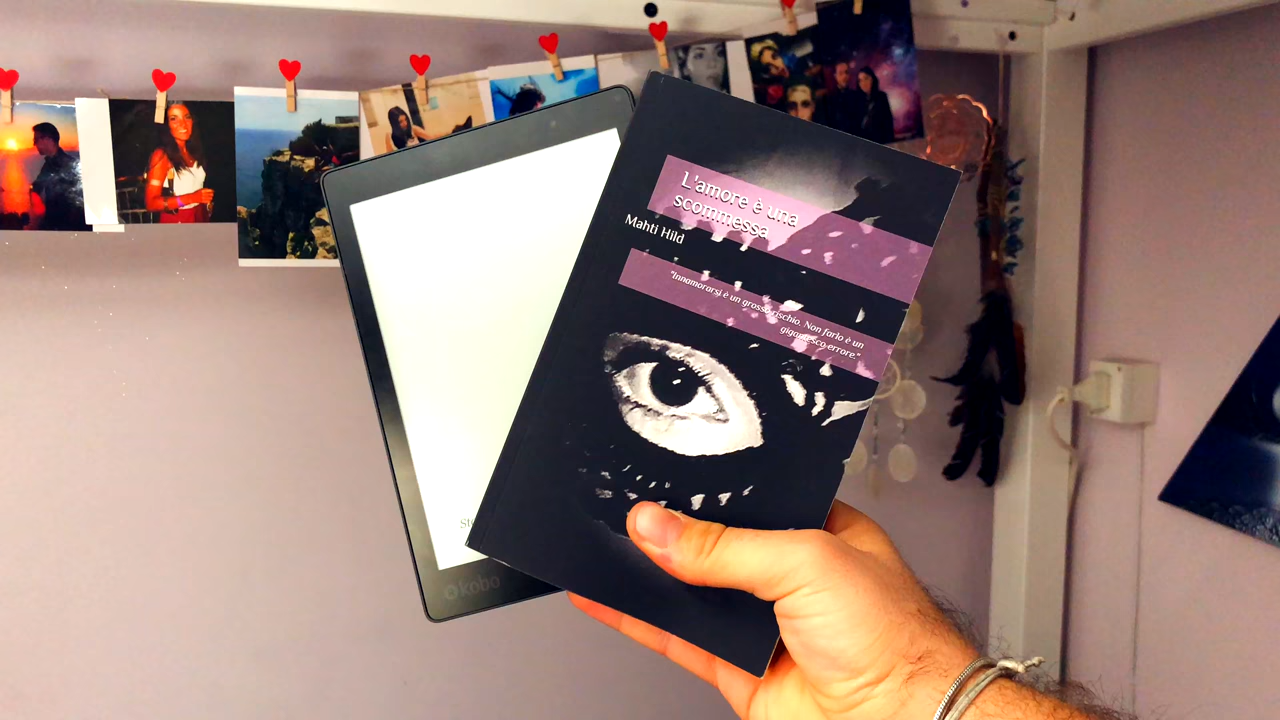 L'amore è una
scommessa
Mahti Hild
"Innamorarsi è un grosso rischio. Non farlo è un
gigantesco errore."
kobo